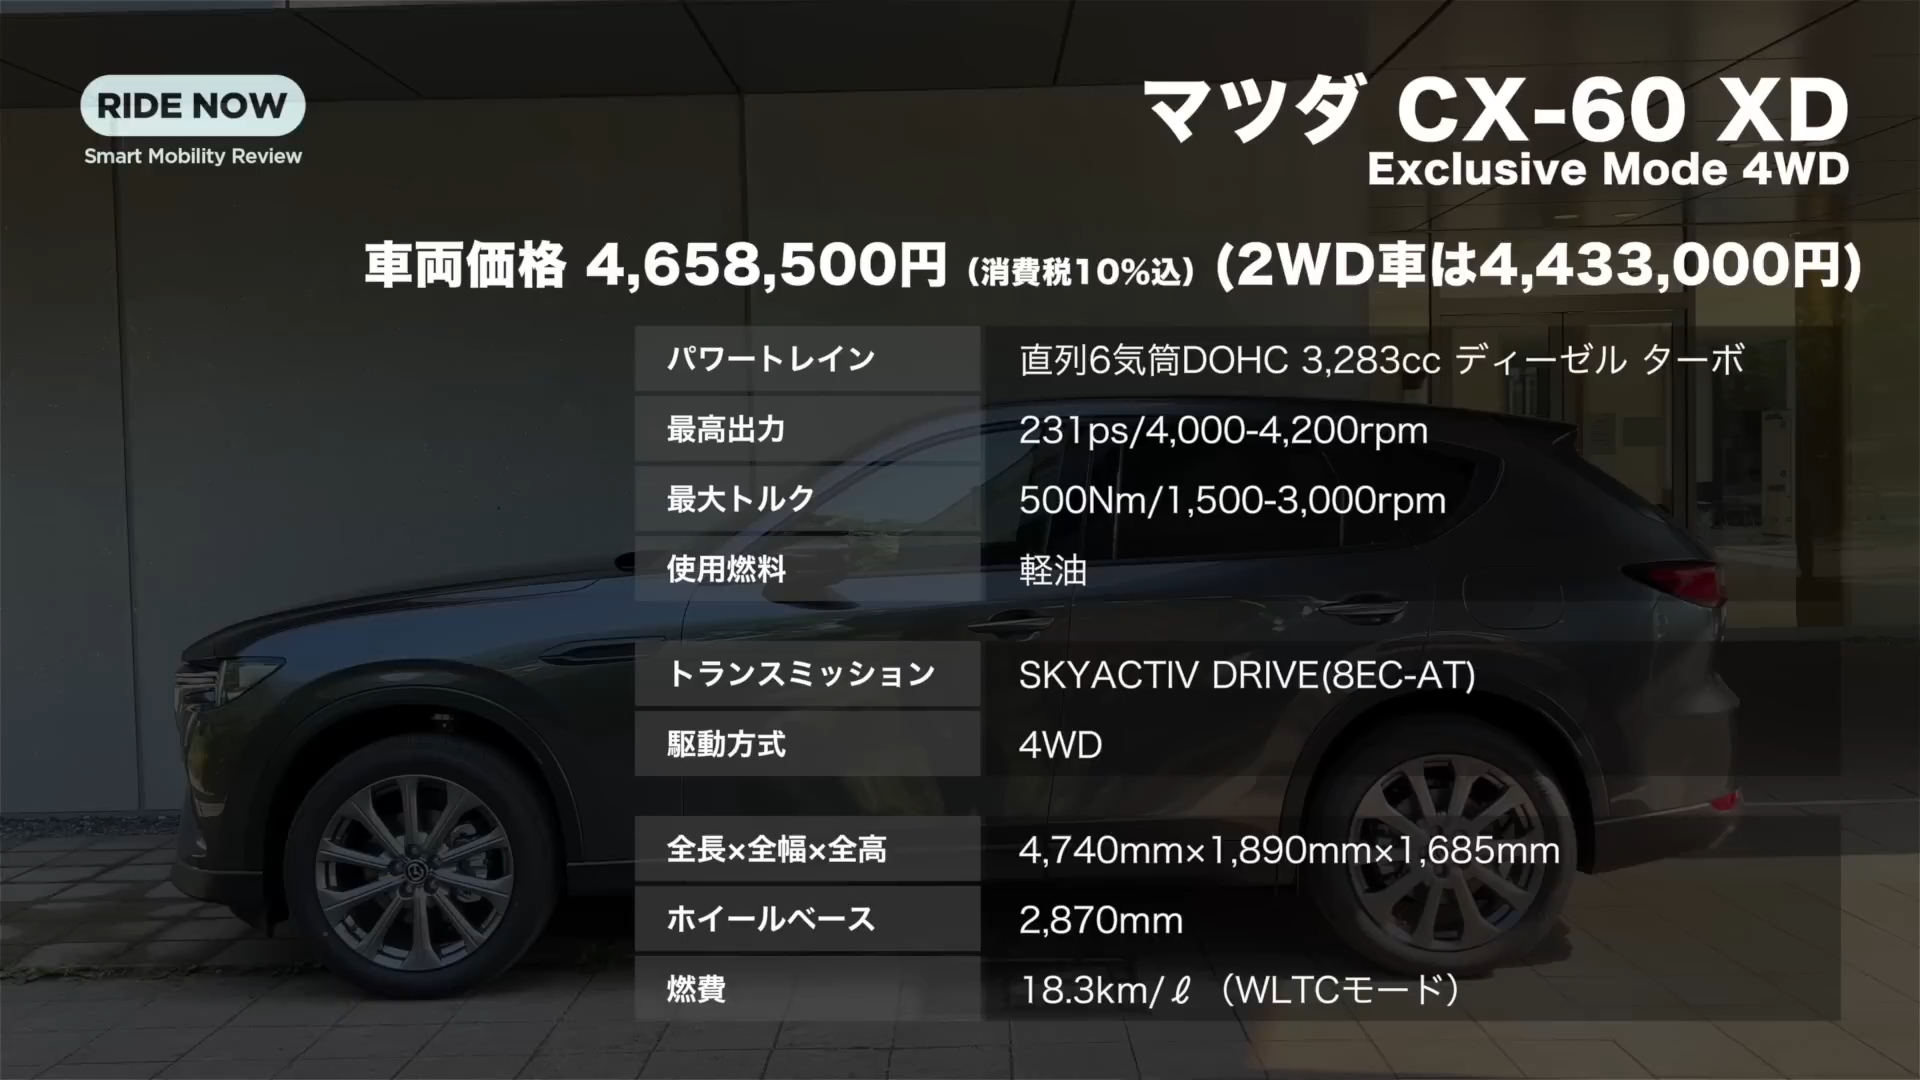 RIDE NOW
Smart Mobility Review
マツダ CX-60 XD
Exclusive Mode 4WD
車両価格 4,658,500円（消費税10%込）(2WD車は4,433,000円)
パワートレイン 直列6気筒DOHC 3,283cc ディーゼル ターボ
最高出力 231ps/4,000-4,200rpm
最大トルク 500Nm/1,500-3,000rpm
使用燃料 軽油
トランスミッション SKYACTIV DRIVE(8EC-AT)
駆動方式 4WD
全長×全幅×全高 4,740mm×1,890mm×1,685mm
ホイールベース 2,870mm
燃費 18.3km/ℓ（WLTCモード）